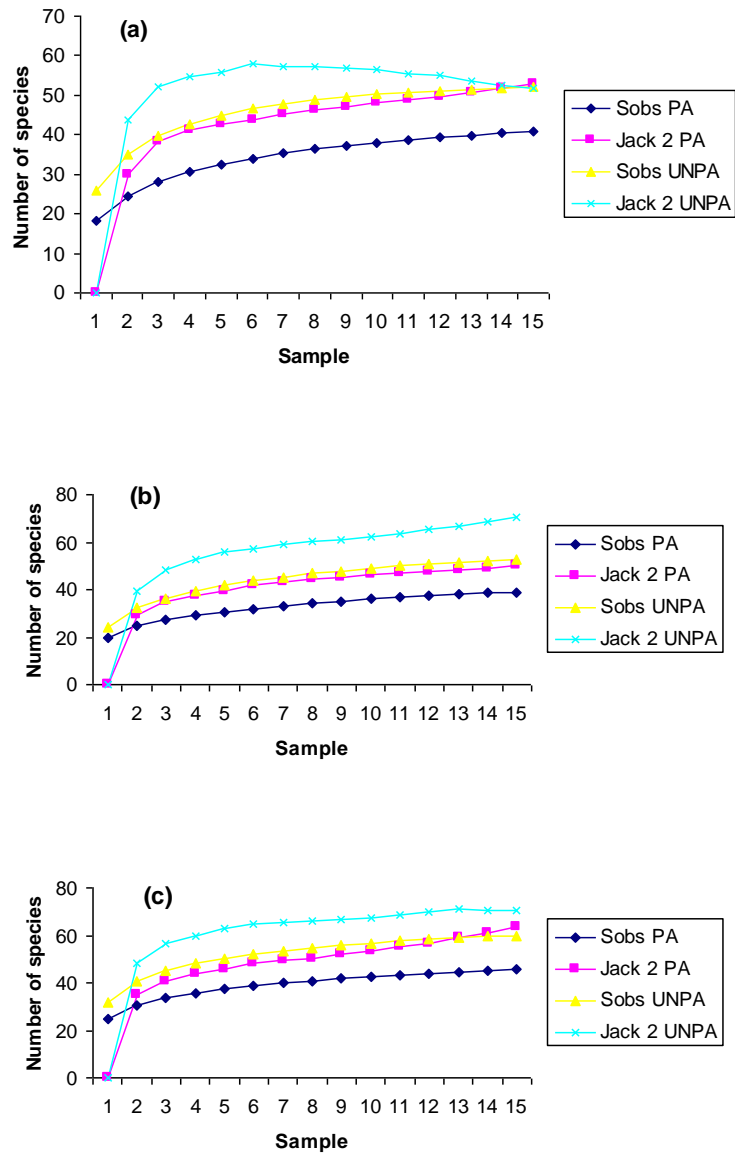 (a)
Number of species
70
60
50
40
30
20
10
0
1 2 3 4 5 6 7 8 9 10 11 12 13 14 15
Sample
Sobs PA
Jack 2 PA
Sobs UNPA
Jack 2 UNPA
(b)
Number of species
80
60
40
20
0
1 2 3 4 5 6 7 8 9 10 11 12 13 14 15
Sample
Sobs PA
Jack 2 PA
Sobs UNPA
Jack 2 UNPA
(c)
Number of species
80
60
40
20
0
1 2 3 4 5 6 7 8 9 10 11 12 13 14 15
Sample
Sobs PA
Jack 2 PA
Sobs UNPA
Jack 2 UNPA